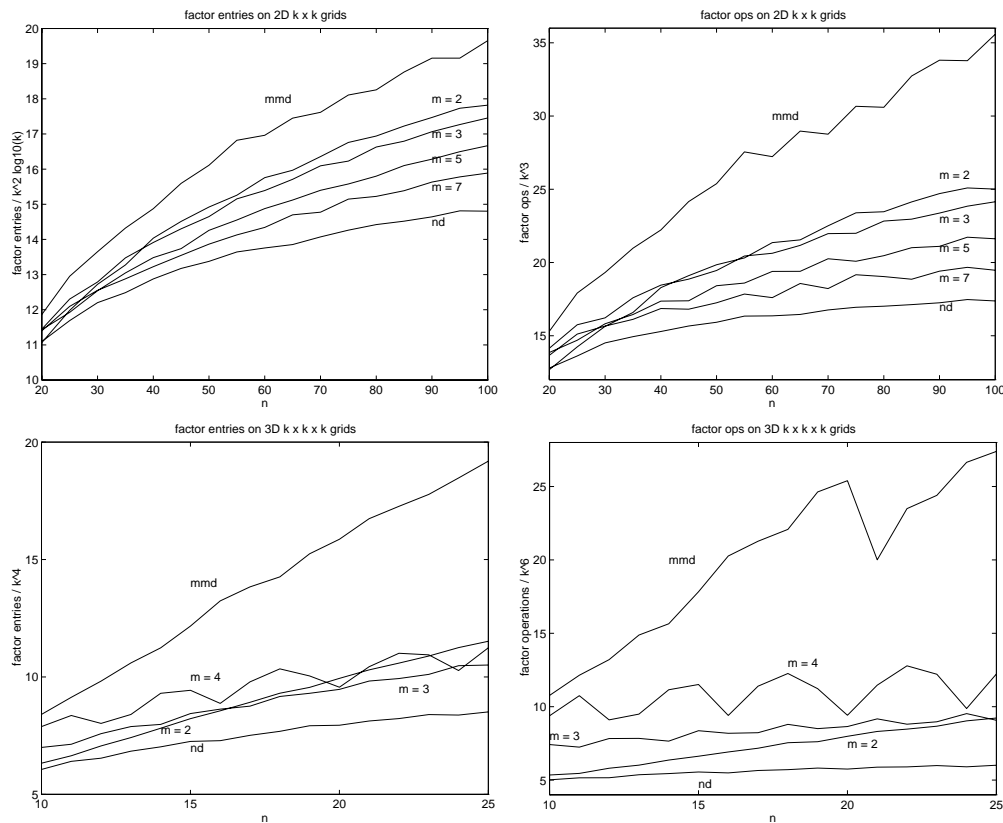 factor entries on 2D k x k grids
20
19
18
17
16
15
14
13
12
11
10
factor entries / k^2 log10(k)
mmd
m = 2
m = 3
m = 5
m = 7
nd
20 30 40 50 60 70 80 90 100
n
factor ops on 2D k x k grids
35
30
25
20
15
factor ops / k^3
mmd
m = 2
m = 3
m = 5
m = 7
nd
20 30 40 50 60 70 80 90 100
n
factor entries on 3D k x k x k grids
20
15
10
5
factor entries / k^4
mmd
m = 4
m = 3
m = 2
nd
10 15 20 25
n
factor ops on 3D k x k x k grids
25
20
15
10
5
factor operations / k^6
mmd
m = 4
m = 3
m = 2
nd
10 15 20 25
n